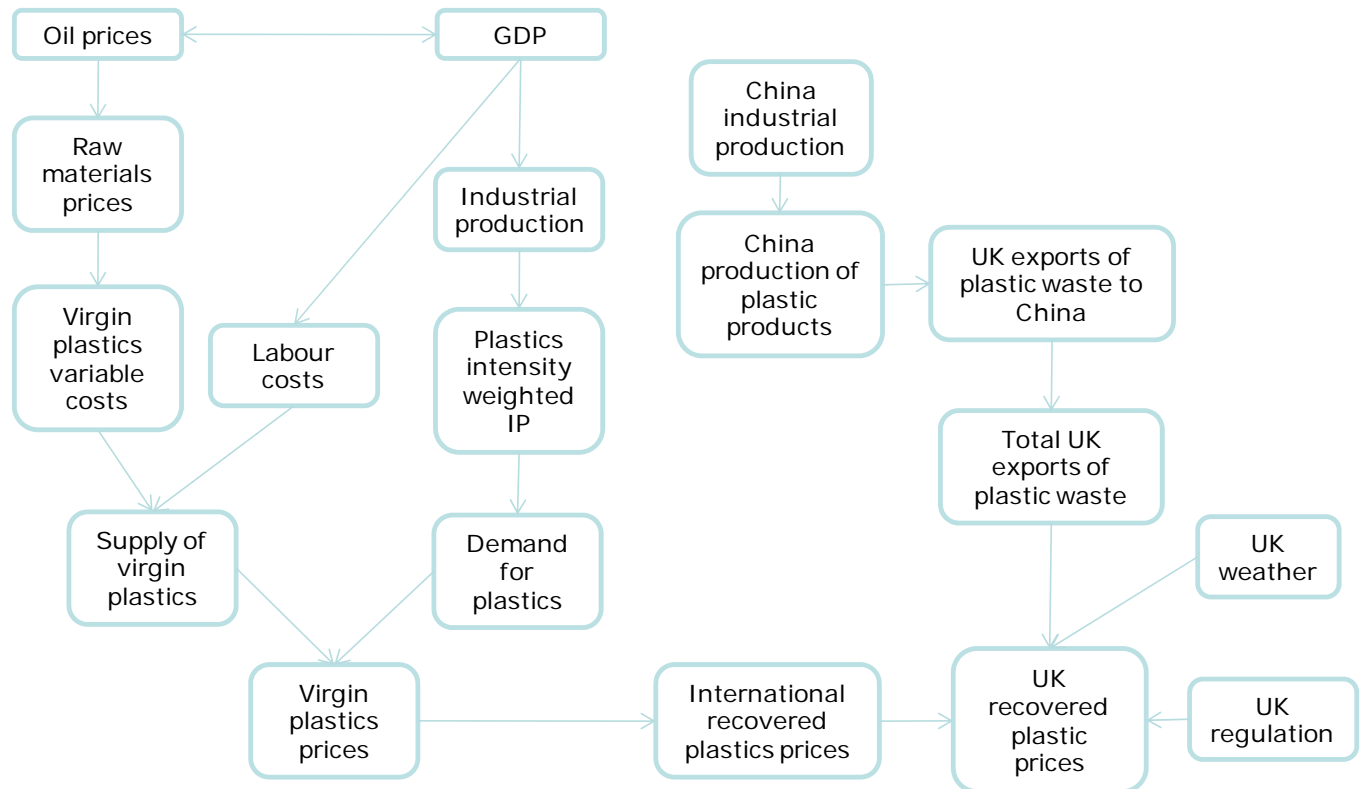 Oil prices
GDP
China
industrial
production
Raw
materials
prices
Industrial
production
China
production of
plastic
products
UK exports of
plastic waste to
China
Virgin
plastics
variable
costs
Labour
costs
Plastics
intensity
weighted
IP
Total UK
exports of
plastic waste
Supply of
virgin
plastics
Demand
for
plastics
UK
weather
Virgin
plastics
prices
International
recovered
plastics prices
UK
recovered
plastic
prices
UK
regulation